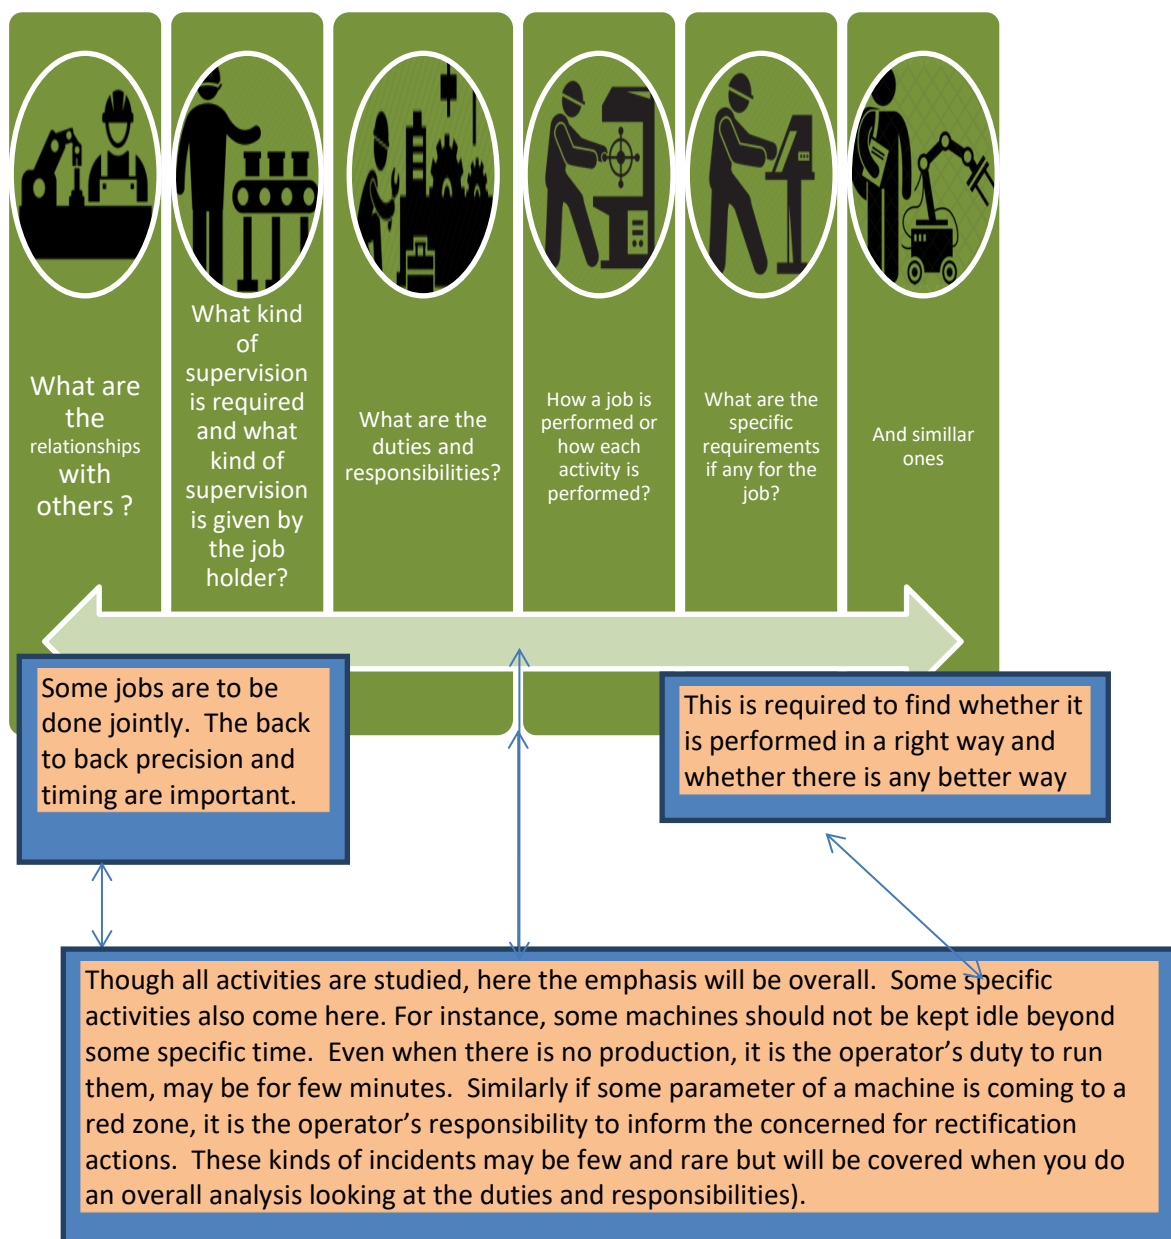 What are
the
relationships
with
others ?
What kind
of
supervision
is required
and what
kind of
supervision
is given by
the job
holder?
What are the
duties and
responsibilities?
How a job is
performed or
how each
activity is
performed?
What are the
specific
requirements
if any for the
job?
And simillar
ones
Some jobs are to be
done jointly.  The back
to back precision and
timing are important.
This is required to find whether it
is performed in a right way and
whether there is any better way
Though all activities are studied, here the emphasis will be overall.  Some specific
activities also come here. For instance, some machines should not be kept idle beyond
some specific time.  Even when there is no production, it is the operator’s duty to run
them, may be for few minutes.  Similarly if some parameter of a machine is coming to a
red zone, it is the operator’s responsibility to inform the concerned for rectification
actions.  These kinds of incidents may be few and rare but will be covered when you do
an overall analysis looking at the duties and responsibilities).